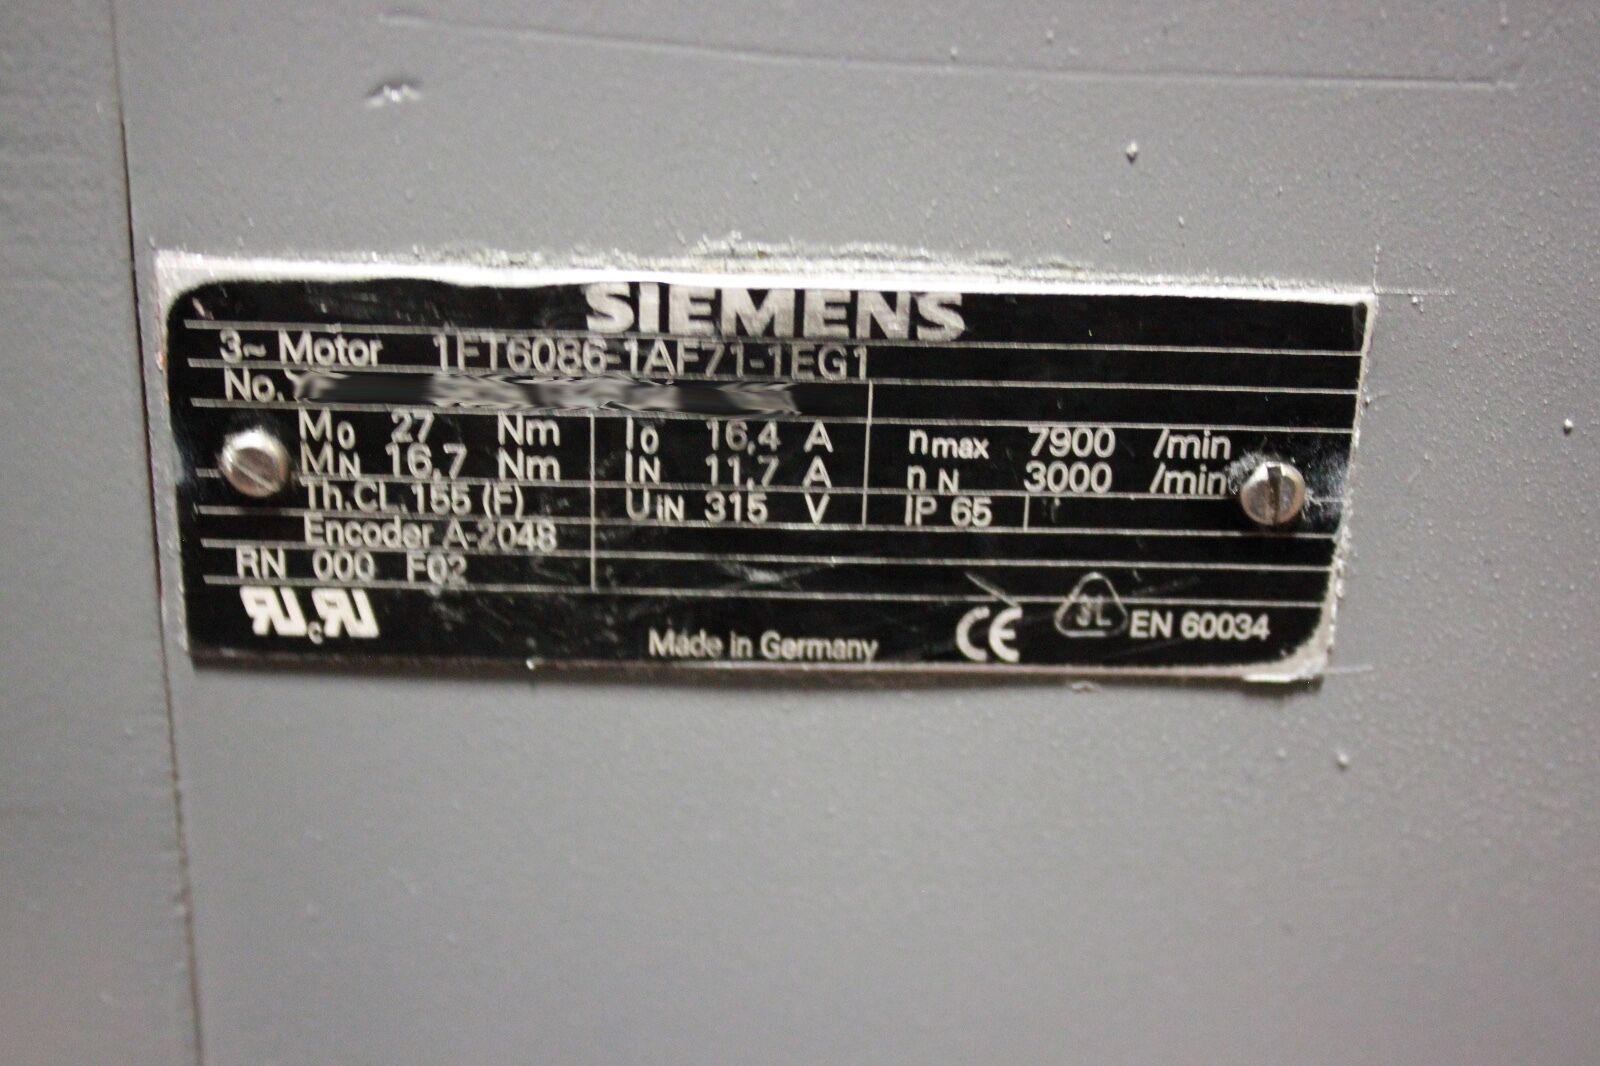 SIEMENS
3~ Motor 1FT6086-1AF71-1EG1
No.
M0 27 Nm I0 16,4 A nmax 7900 /min
MN 16,7 Nm IN 11,7 A nN 3000 /min
Th.CL.155 (F) UiN 315 V IP 65
Encoder A-2048
RN 000 F02
RU cRU
Made in Germany CE EN 60034